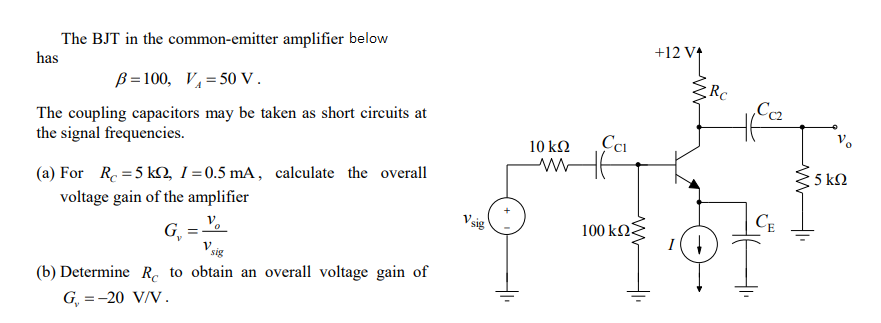 The BJT in the common-emitter amplifier below
has
β = 100, V_A = 50 V.
The coupling capacitors may be taken as short circuits at
the signal frequencies.
(a) For R_C = 5 kΩ, I = 0.5 mA, calculate the overall
voltage gain of the amplifier
G_v = v_o / v_sig
(b) Determine R_C to obtain an overall voltage gain of
G_v = −20 V/V.
+12 V
R_C
C_C2
v_o
10 kΩ
C_C1
5 kΩ
v_sig
+
-
100 kΩ
I
C_E